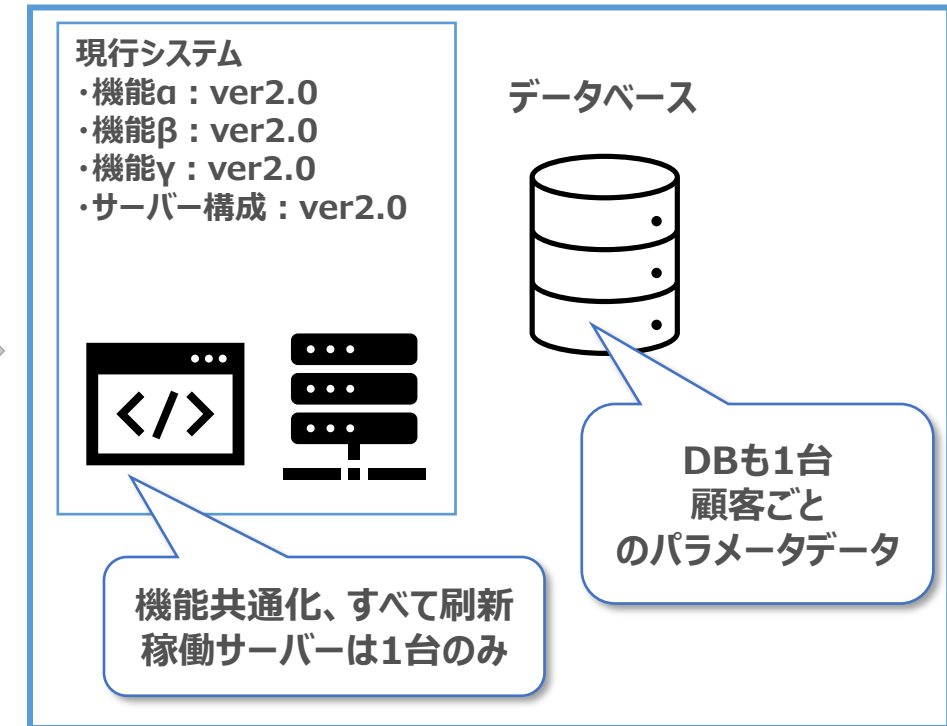 現行システム
・機能α：ver2.0
・機能β：ver2.0
・機能γ：ver2.0
・サーバー構成：ver2.0
データベース
</>
DBも1台
顧客ごと
のパラメータデータ
機能共通化、すべて刷新
稼働サーバーは1台のみ